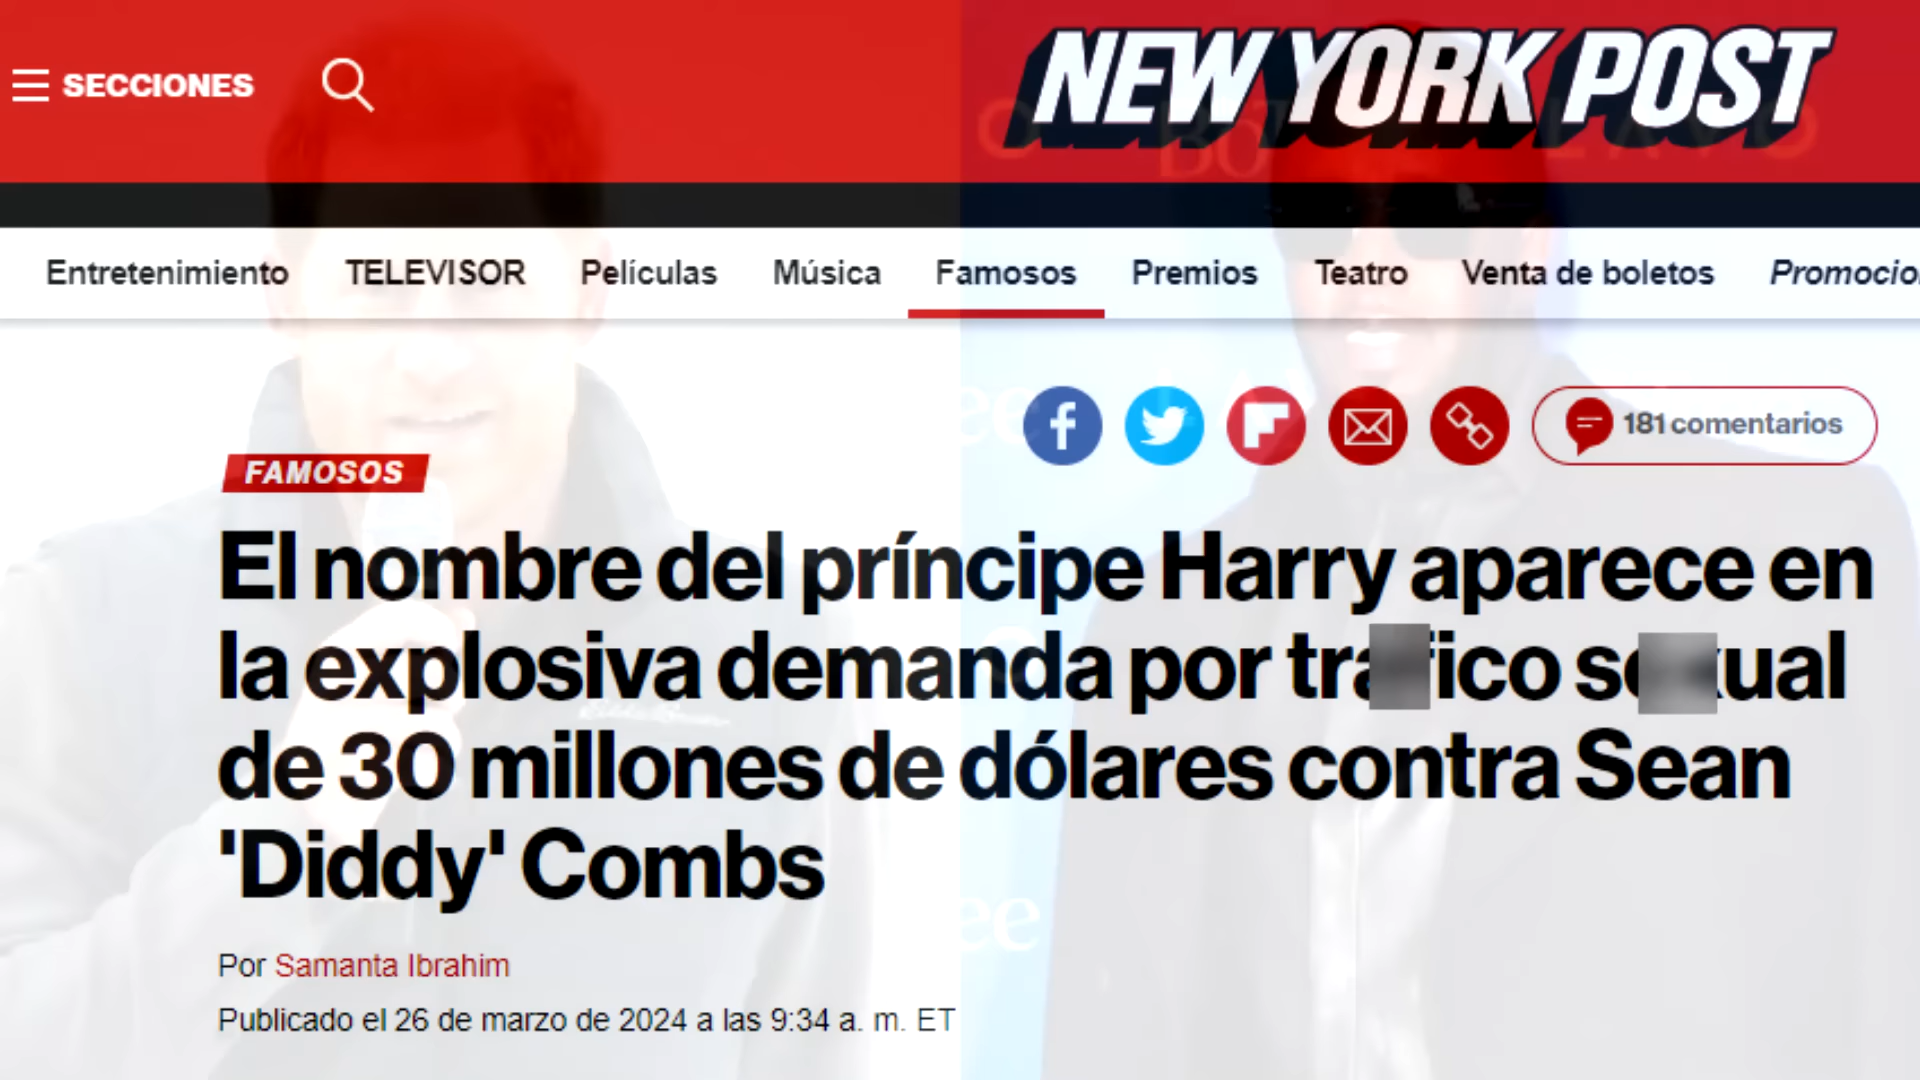 SECCIONES
NEW YORK POST
Entretenimiento TELEVISOR Películas Música Famosos Premios Teatro Venta de boletos Promocio
181 comentarios
FAMOSOS
El nombre del príncipe Harry aparece en
la explosiva demanda por
de 30 millones de dólares contra Sean
'Diddy' Combs
Por Samanta Ibrahim
Publicado el 26 de marzo de 2024 a las 9:34 a. m. ET